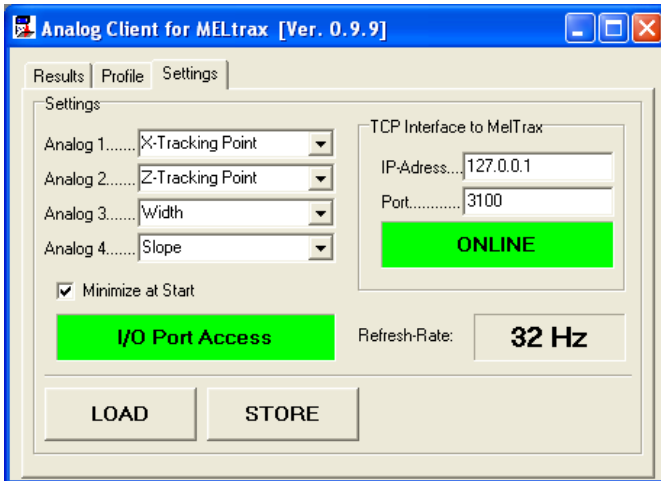 Analog Client for MELtrax [Ver. 0.9.9]
Results Profile Settings
Settings
Analog 1....... X-Tracking Point
Analog 2....... Z-Tracking Point
Analog 3....... Width
Analog 4....... Slope
Minimize at Start
I/O Port Access
TCP Interface to MelTrax
IP-Adress.... 127.0.0.1
Port........... 3100
ONLINE
Refresh-Rate: 32 Hz
LOAD STORE